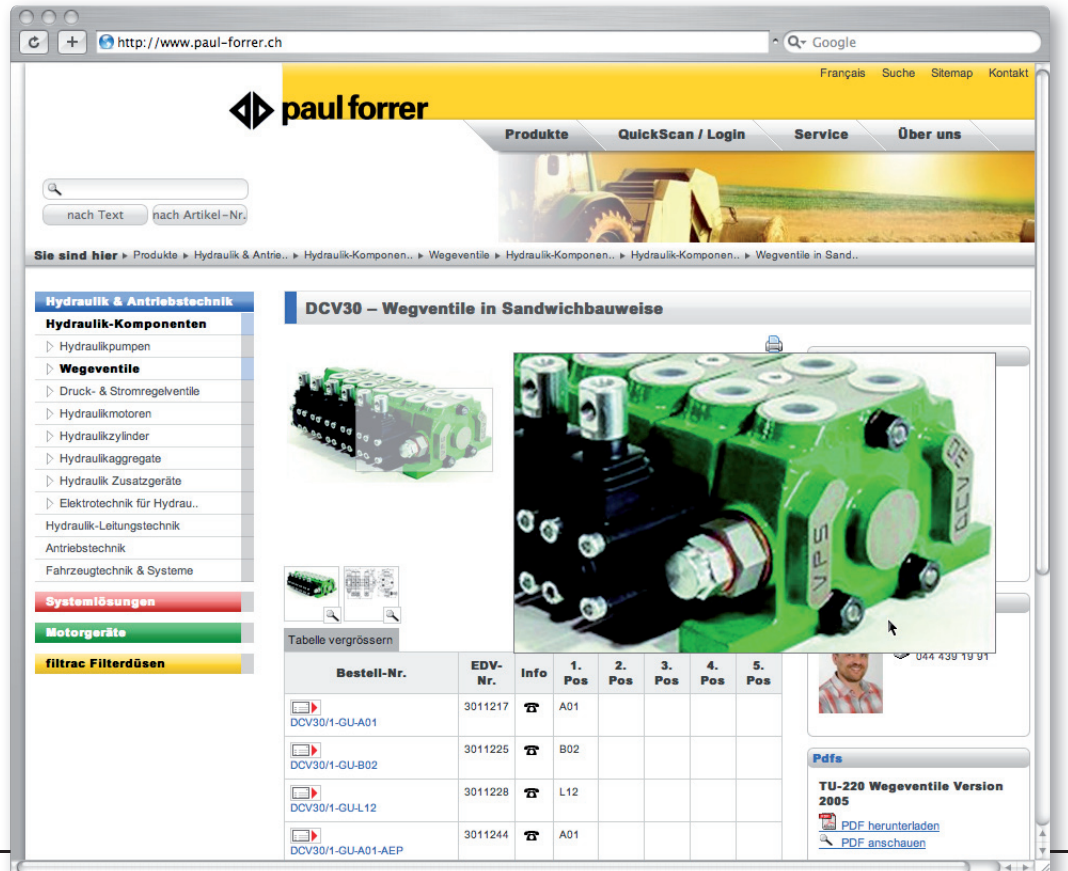 http://www.paul-forrer.ch
Google
Français Suche Sitemap Kontakt
paul forrer
Produkte QuickScan / Login Service Über uns
nach Text nach Artikel-Nr.
Sie sind hier Produkte Hydraulik & Antrie.. Hydraulik-Komponen.. Wegeventile Hydraulik-Komponen.. Hydraulik-Komponen.. Wegventile in Sand..
Hydraulik & Antriebstechnik
Hydraulik-Komponenten
Hydraulikpumpen
Wegeventile
Druck- & Stromregelventile
Hydraulikmotoren
Hydraulikzylinder
Hydraulikaggregate
Hydraulik Zusatzgeräte
Elektrotechnik für Hydrau..
Hydraulik-Leitungstechnik
Antriebstechnik
Fahrzeugtechnik & Systeme
Systemlösungen
Motorgeräte
filtrac Filterdüsen
DCV30 – Wegventile in Sandwichbauweise
VPS
DCV
Tabelle vergrössern
Bestell-Nr. EDV-Nr. Info 1. Pos 2. Pos 3. Pos 4. Pos 5. Pos
3011217 A01
DCV30/1-GU-A01
3011225 B02
DCV30/1-GU-B02
3011228 L12
DCV30/1-GU-L12
3011244 A01
DCV30/1-GU-A01-AEP
044 439 19 91
Pdfs
TU-220 Wegeventile Version
2005
PDF herunterladen
PDF anschauen